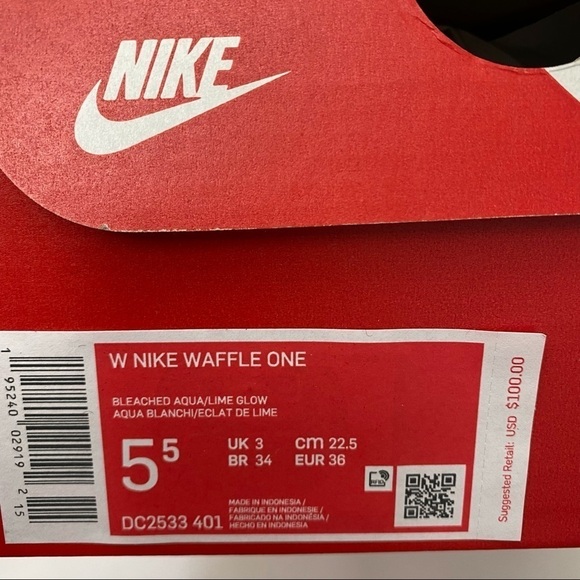 NIKE
W NIKE WAFFLE ONE
BLEACHED AQUA/LIME GLOW
AQUA BLANCHI/ECLAT DE LIME
5⁵
UK 3 cm 22.5
BR 34 EUR 36
RFID
MADE IN INDONESIA /
FABRIQUE EN INDONESIE /
FABRICADO NA INDONÉSIA /
HECHO EN INDONESIA
DC2533 401
1 95240 02919 2 15
Suggested Retail: USD $100.00